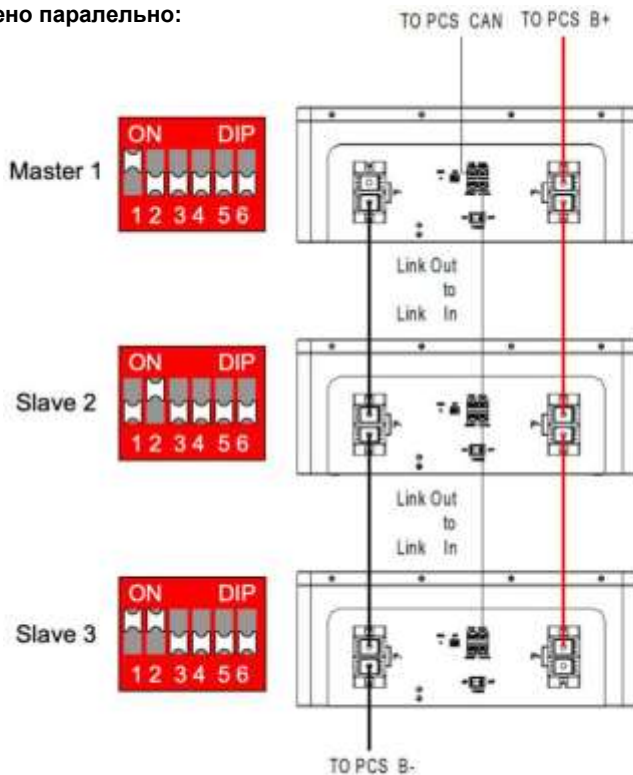 ено паралельно:
TO PCS CAN TO PCS B+
ON DIP
Master 1
1 2 3 4 5 6
Link Out
to
Link In
ON DIP
Slave 2
1 2 3 4 5 6
Link Out
to
Link In
ON DIP
Slave 3
1 2 3 4 5 6
TO PCS B-